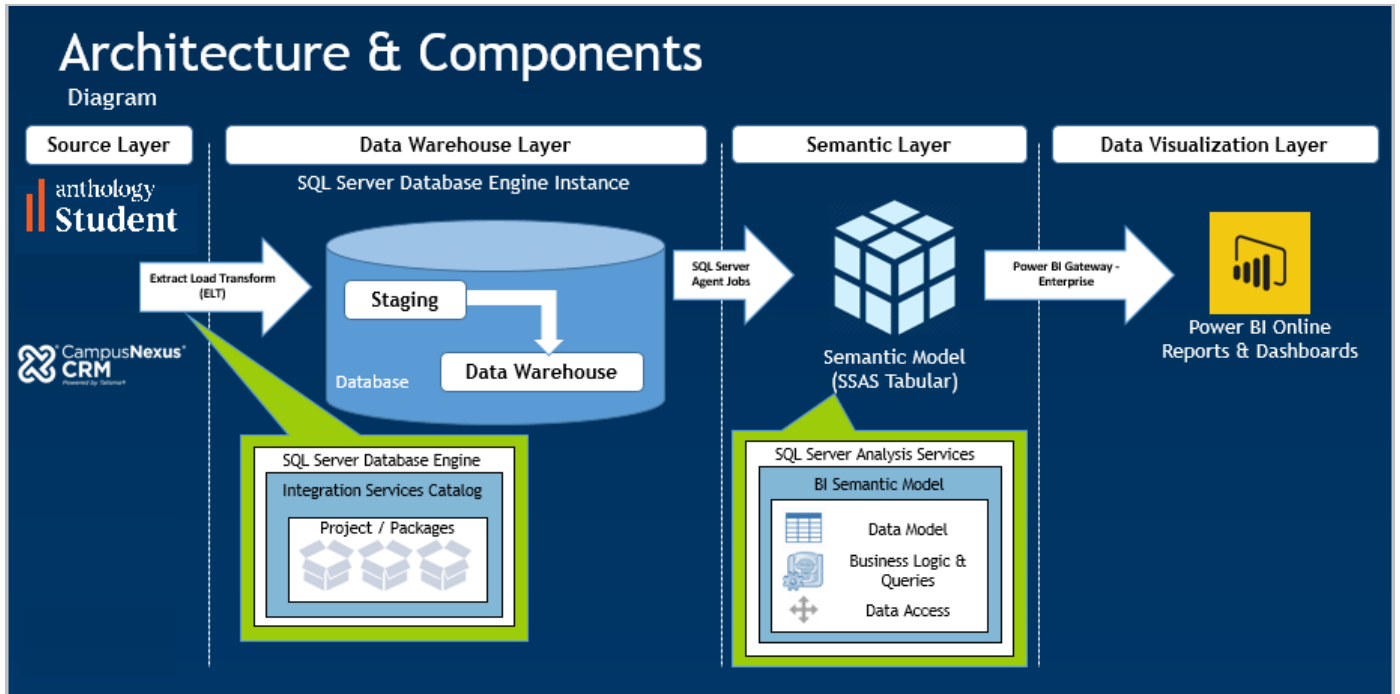 Architecture & Components
Diagram
Source Layer
Data Warehouse Layer
Semantic Layer
Data Visualization Layer
anthology
Student
CampusNexus®
CRM
Powered by Talisma®
Extract Load Transform
(ELT)
SQL Server Database Engine Instance
Staging
Data Warehouse
Database
SQL Server Database Engine
Integration Services Catalog
Project / Packages
SQL Server
Agent Jobs
Semantic Model
(SSAS Tabular)
SQL Server Analysis Services
BI Semantic Model
Data Model
Business Logic &
Queries
Data Access
Power BI Gateway -
Enterprise
Power BI Online
Reports & Dashboards